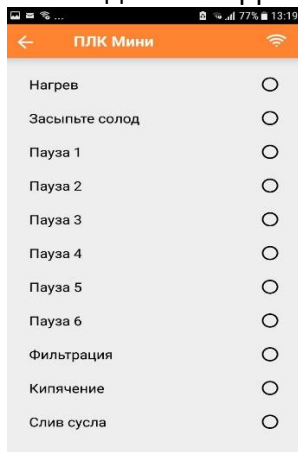 77% 13:19
ПЛК Мини
Нагрев
Засыпьте солод
Пауза 1
Пауза 2
Пауза 3
Пауза 4
Пауза 5
Пауза 6
Фильтрация
Кипячение
Слив сусла